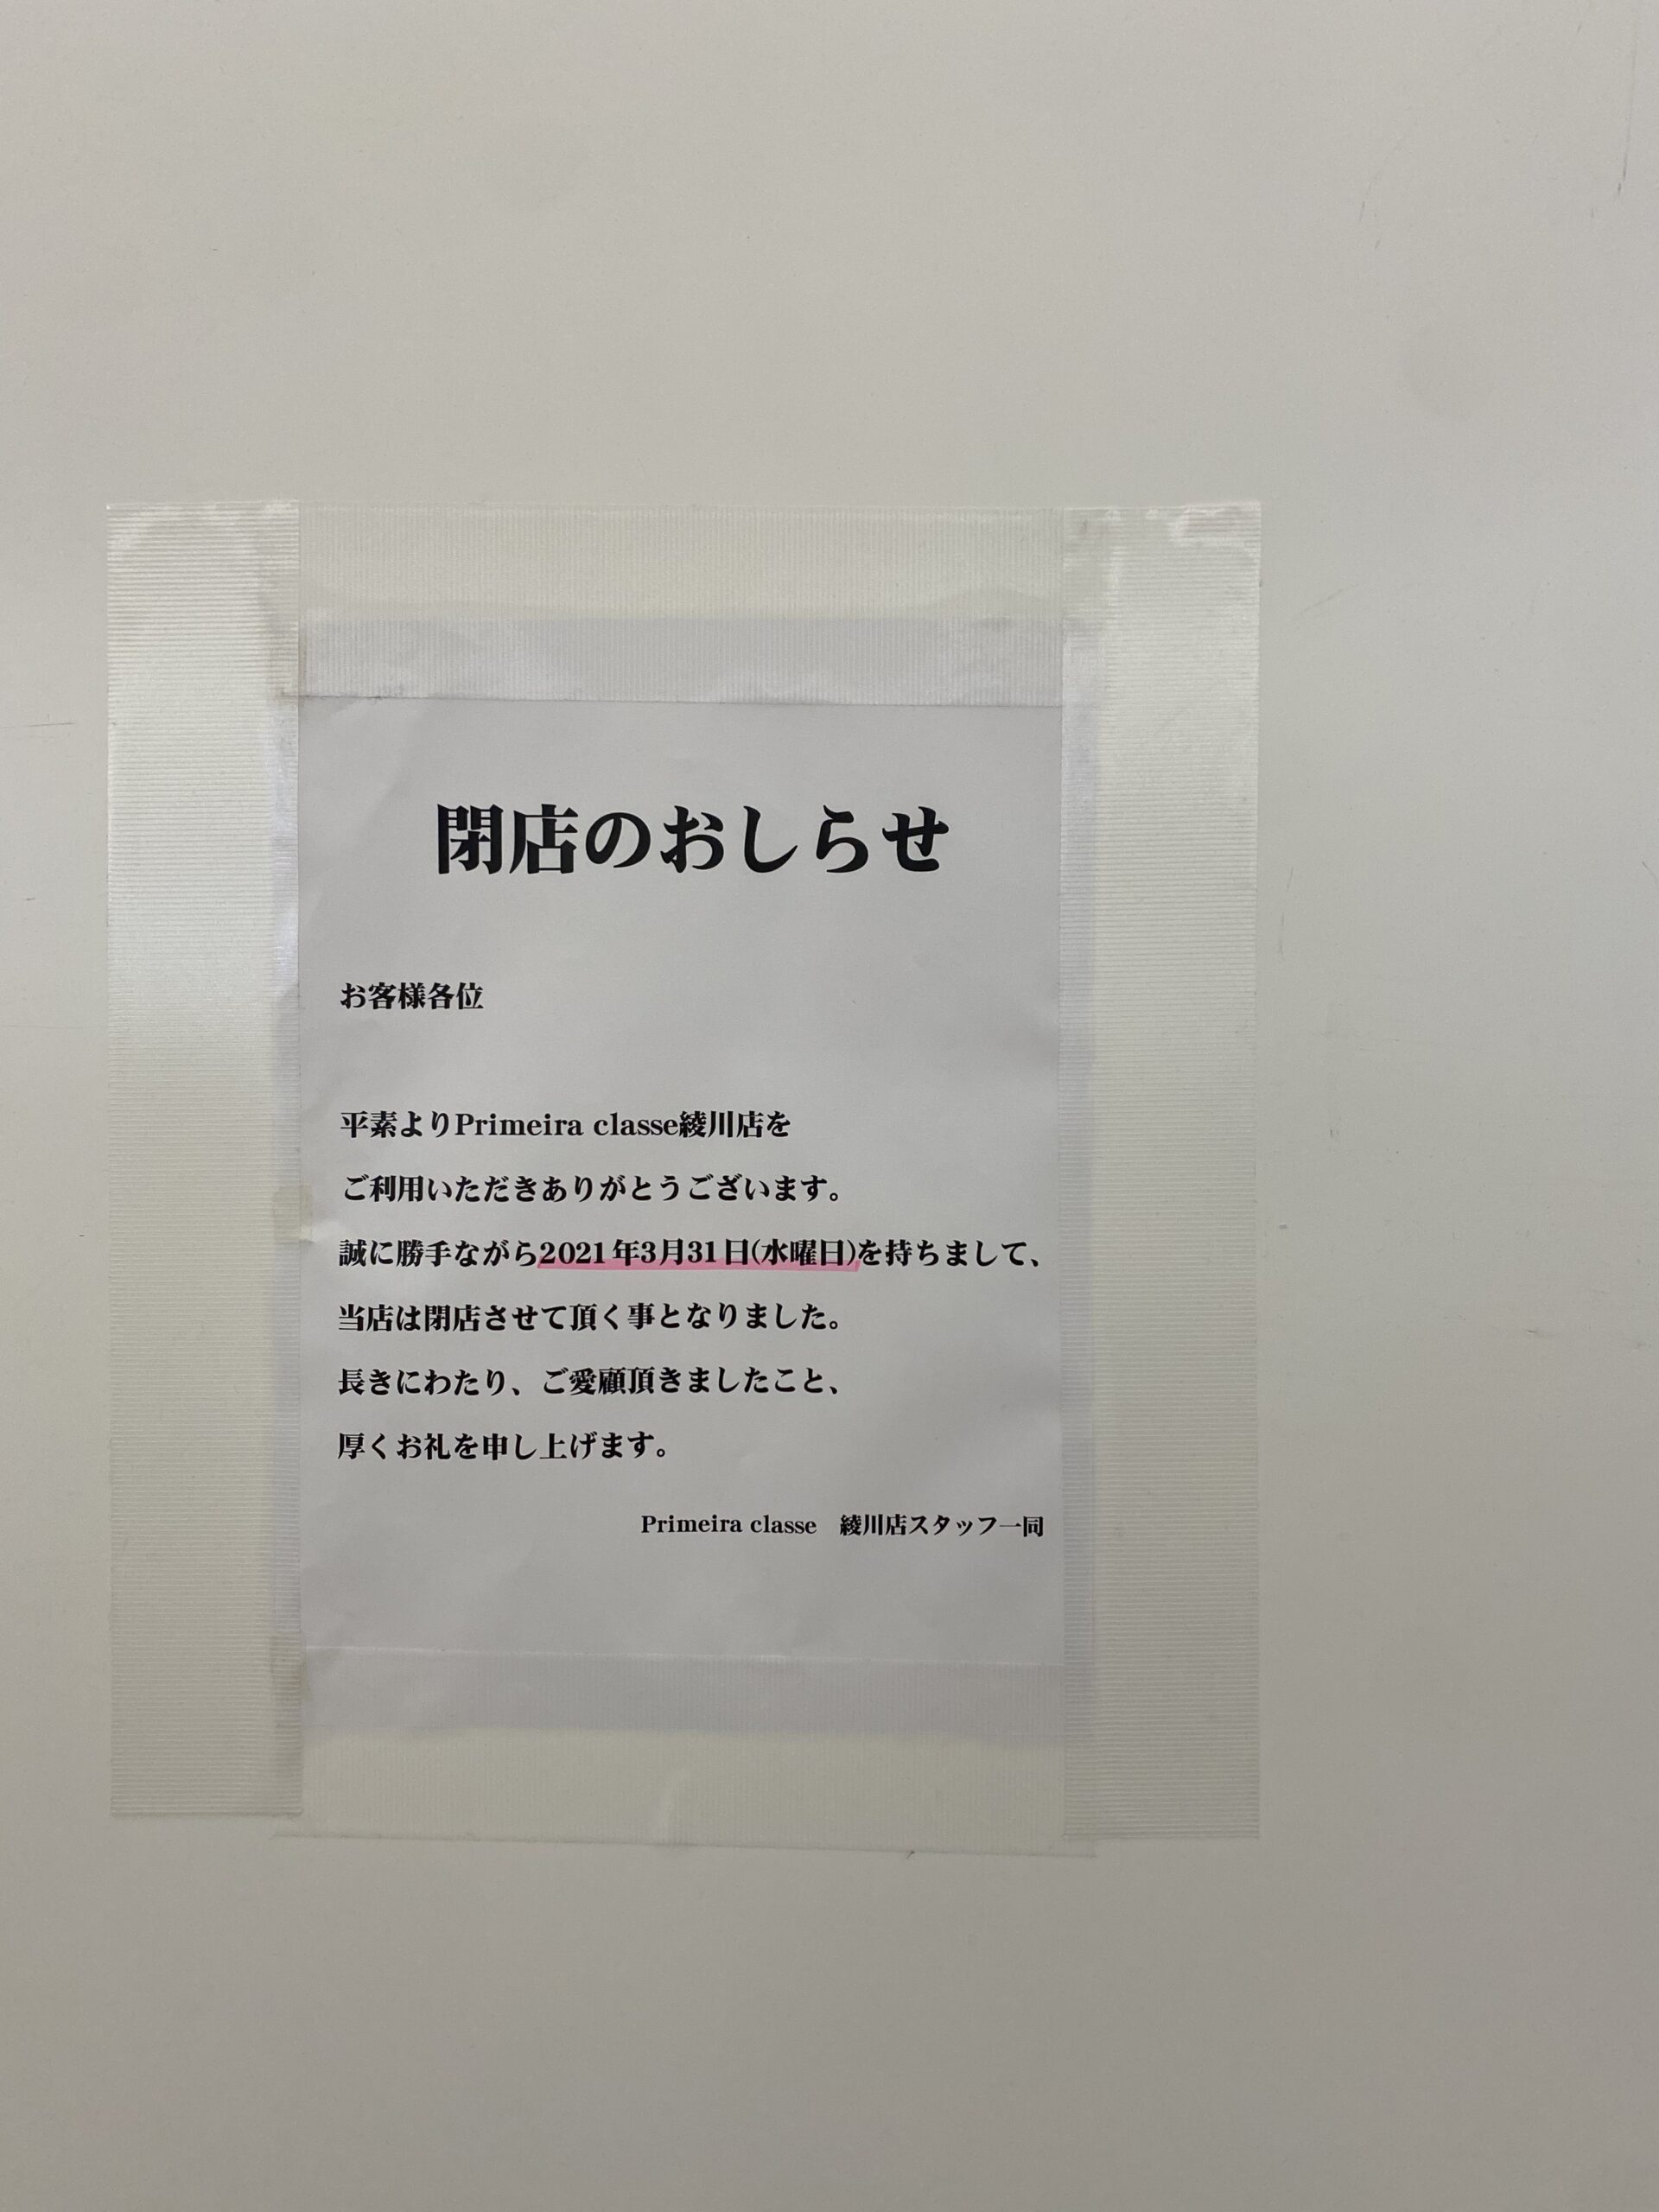 閉店のおしらせ
お客様各位
平素よりPrimeira classe綾川店を
ご利用いただきありがとうございます。
誠に勝手ながら2021年3月31日(水曜日)を持ちまして、
当店は閉店させて頂く事となりました。
長きにわたり、ご愛顧頂きましたこと、
厚くお礼を申し上げます。
Primeira classe　綾川店スタッフ一同